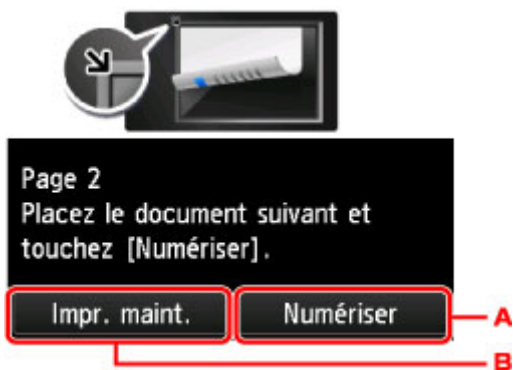 Page 2
Placez le document suivant et
touchez [Numériser].
Impr. maint.
Numériser
A
B